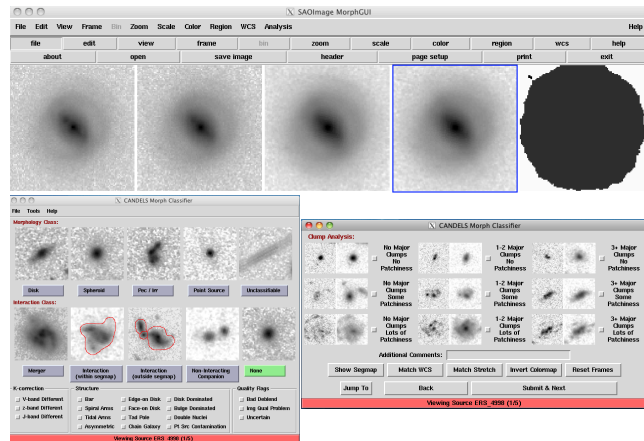 SAOImage MorphGUI
File Edit View Frame Bin Zoom Scale Color Region WCS Analysis Help
file edit view frame bin zoom scale color region wcs help
about open save image header page setup print exit
CANDELS Morph Classifier
File Tools Help
Morphology Class:
Disk Spheroid Pec / Irr Point Source Unclassifiable
Interaction Class:
Merger Interaction (within segmap) Interaction (outside segmap) Non-Interacting Companion None
K-correction Structure Quality Flags
V-band Different Bar Edge-on Disk Disk Dominated Bad Deblend
z-band Different Spiral Arms Face-on Disk Bulge Dominated Img Qual Problem
J-band Different Tidal Arms Tad Pole Double Nuclei Uncertain
Asymmetric Chain Galaxy Pt Src Contamination
Viewing Source ERS_4998 (1/5)
CANDELS Morph Classifier
Clump Analysis:
No Major Clumps No Patchiness 1-2 Major Clumps No Patchiness 3+ Major Clumps No Patchiness
No Major Clumps Some Patchiness 1-2 Major Clumps Some Patchiness 3+ Major Clumps Some Patchiness
No Major Clumps Lots of Patchiness 1-2 Major Clumps Lots of Patchiness 3+ Major Clumps Lots of Patchiness
Additional Comments:
Show Segmap Match WCS Match Stretch Invert Colormap Reset Frames
Jump To Back Submit & Next
Viewing Source ERS_4998 (1/5)